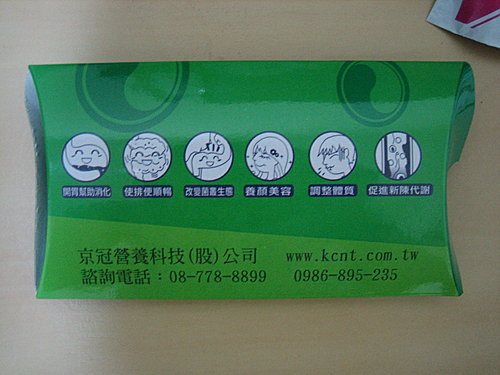 開胃幫助消化 使排便順暢 改變菌叢生態 養顏美容 調整體質 促進新陳代謝
京冠營養科技(股)公司 www.kcnt.com.tw
諮詢電話：08-778-8899 0986-895-235